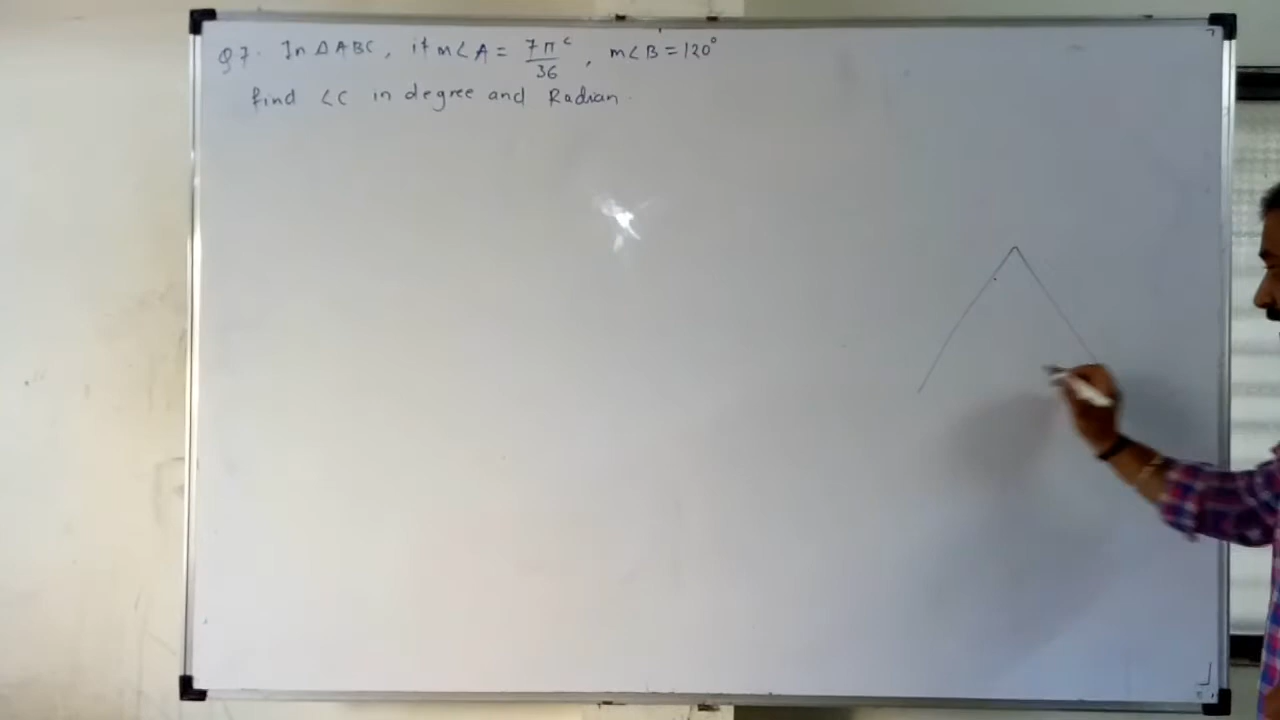 Q7. In △ABC, if m∠A = 7π^c/36, m∠B = 120°
find ∠C in degree and Radian.